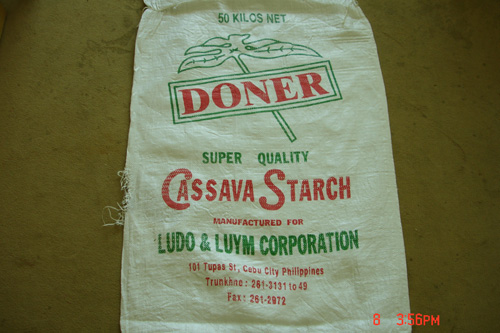 50 KILOS NET
DONER
SUPER QUALITY
CASSAVA STARCH
MANUFACTURED FOR
LUDO & LUYM CORPORATION
101 Tupas St, Cebu City Philippines
Trunkhno: 261-3131 to 49
Fax: 261-2972
8 3:56PM